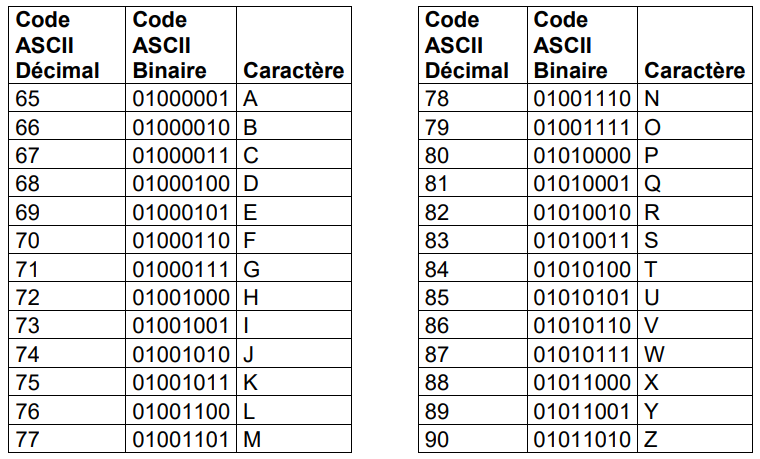 Code ASCII Décimal | Code ASCII Binaire | Caractère
65 | 01000001 | A
66 | 01000010 | B
67 | 01000011 | C
68 | 01000100 | D
69 | 01000101 | E
70 | 01000110 | F
71 | 01000111 | G
72 | 01001000 | H
73 | 01001001 | I
74 | 01001010 | J
75 | 01001011 | K
76 | 01001100 | L
77 | 01001101 | M
Code ASCII Décimal | Code ASCII Binaire | Caractère
78 | 01001110 | N
79 | 01001111 | O
80 | 01010000 | P
81 | 01010001 | Q
82 | 01010010 | R
83 | 01010011 | S
84 | 01010100 | T
85 | 01010101 | U
86 | 01010110 | V
87 | 01010111 | W
88 | 01011000 | X
89 | 01011001 | Y
90 | 01011010 | Z